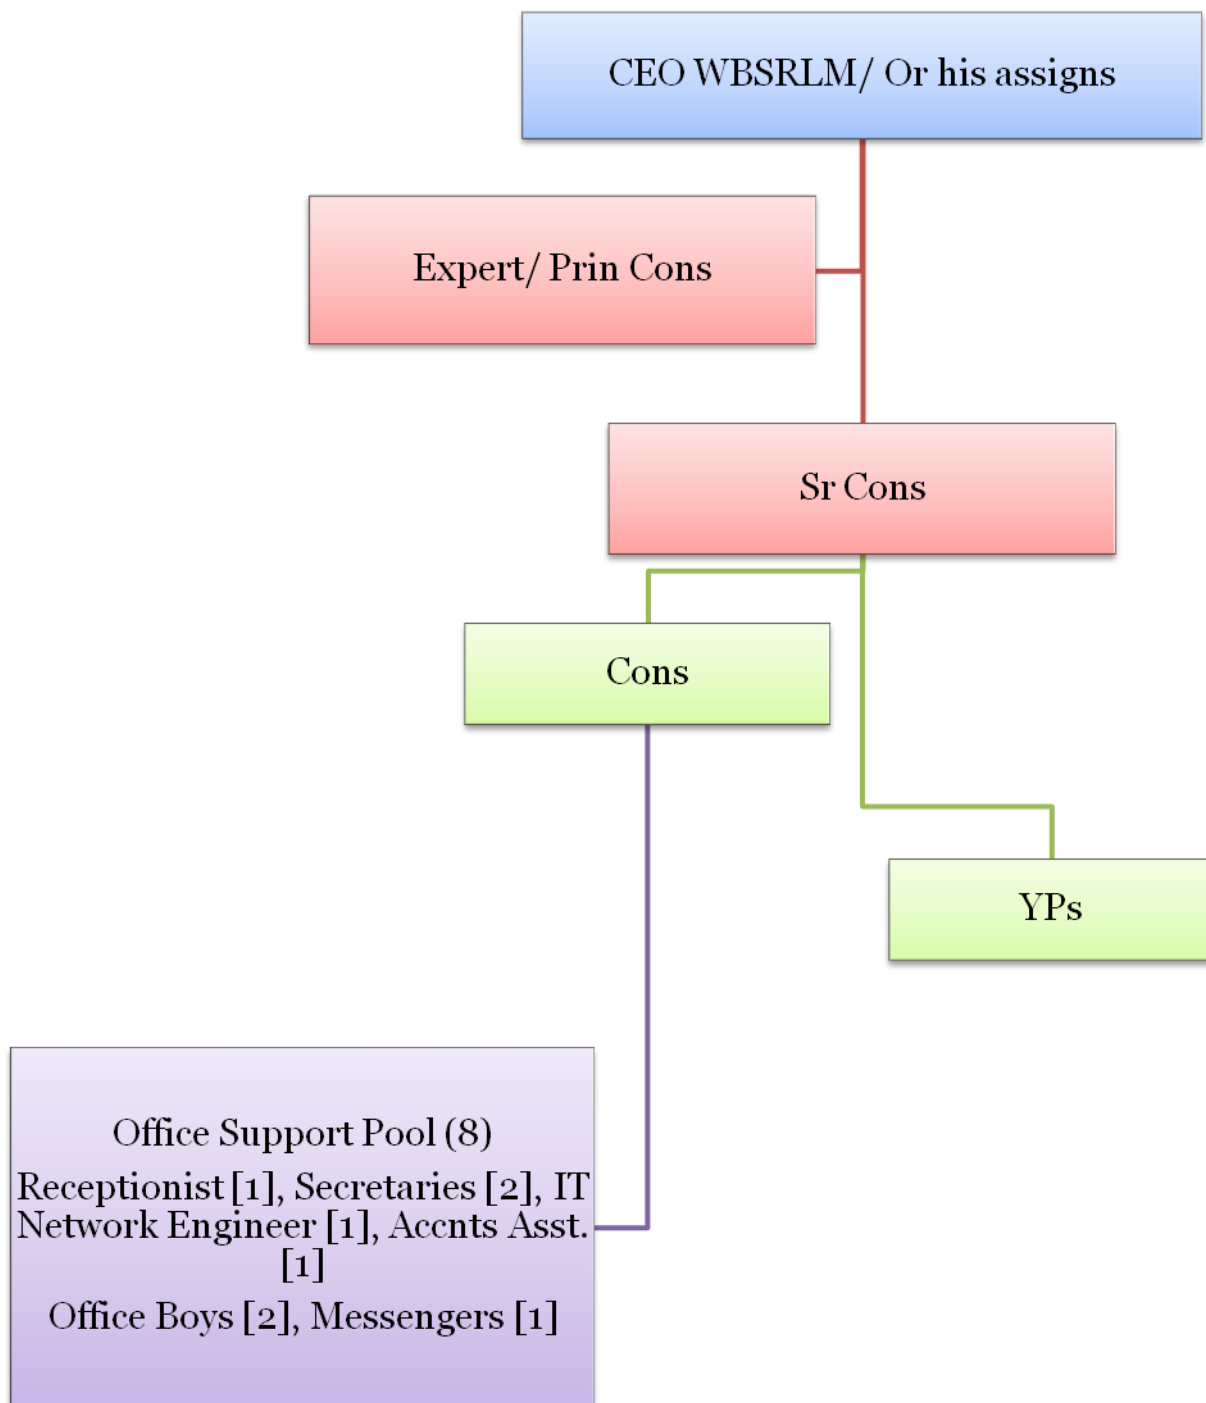 CEO WBSRLM/ Or his assigns
Expert/ Prin Cons
Sr Cons
Cons
YPs
Office Support Pool (8)
Receptionist [1], Secretaries [2], IT
Network Engineer [1], Accnts Asst.
[1]
Office Boys [2], Messengers [1]